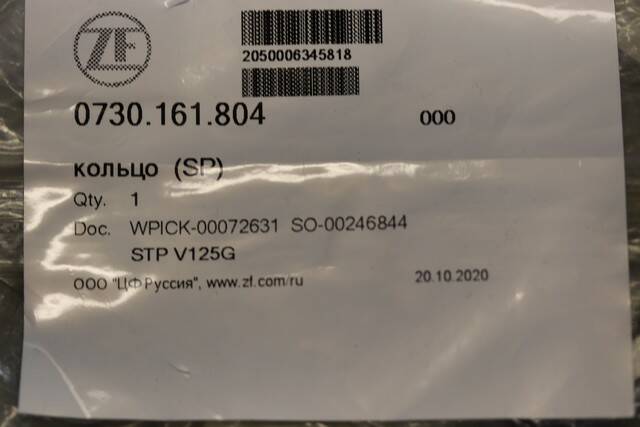 ZF
2050006345818
0730.161.804 000
кольцо (SP)
Qty. 1
Doc. WPICK-00072631 SO-00246844
STP V125G
ООО "ЦФ Руссия", www.zf.com/ru 20.10.2020